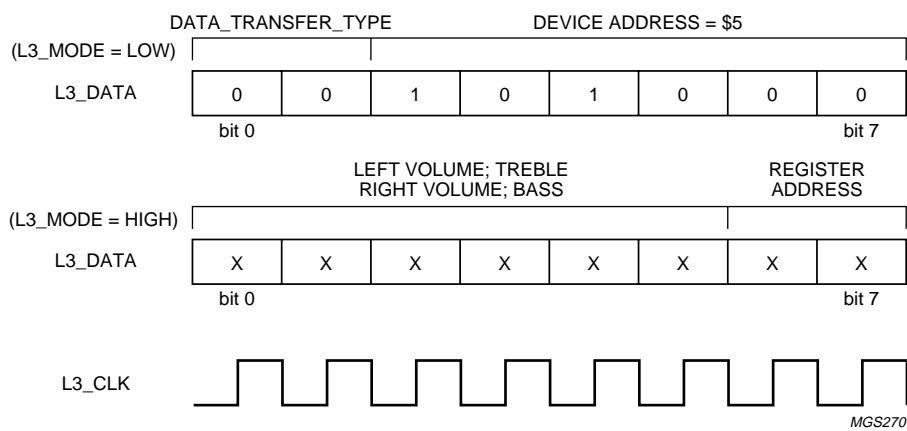 DATA_TRANSFER_TYPE DEVICE ADDRESS = $5
(L3_MODE = LOW)
L3_DATA 0 0 1 0 1 0 0 0
bit 0 bit 7
LEFT VOLUME; TREBLE REGISTER
RIGHT VOLUME; BASS ADDRESS
(L3_MODE = HIGH)
L3_DATA X X X X X X X X
bit 0 bit 7
L3_CLK
MGS270